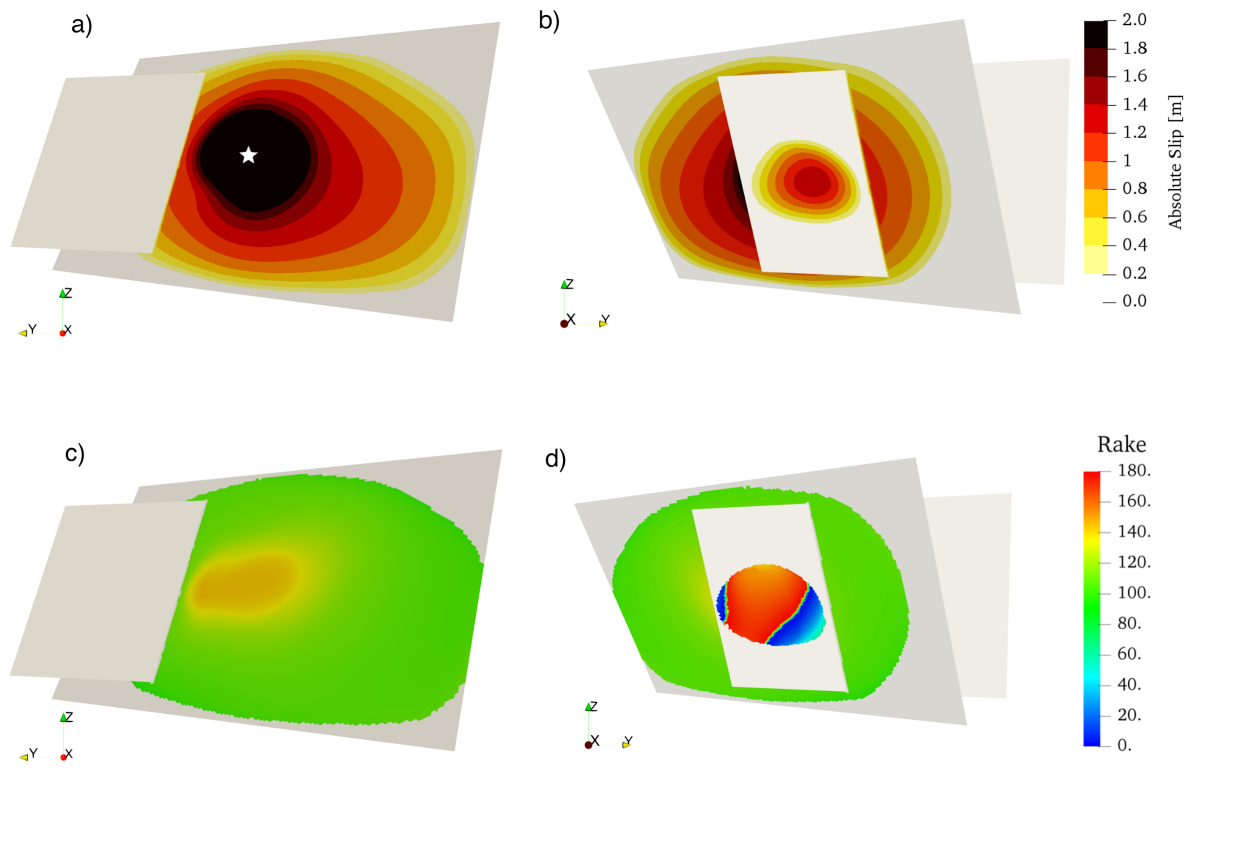 a)
b)
Z
Y
X
Z
X
Y
2.0
1.8
1.6
1.4
1.2
1
0.8
0.6
0.4
0.2
0.0
Absolute Slip [m]
c)
d)
Z
Y
X
Z
X
Y
Rake
180.
160.
140.
120.
100.
80.
60.
40.
20.
0.